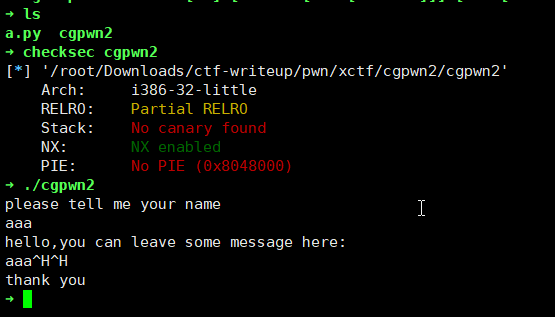 → ls
a.py  cgpwn2
→ checksec cgpwn2
[*] '/root/Downloads/ctf-writeup/pwn/xctf/cgpwn2/cgpwn2'
    Arch:     i386-32-little
    RELRO:    Partial RELRO
    Stack:    No canary found
    NX:       NX enabled
    PIE:      No PIE (0x8048000)
→ ./cgpwn2
please tell me your name
aaa
hello,you can leave some message here:
aaa^H^H
thank you
→